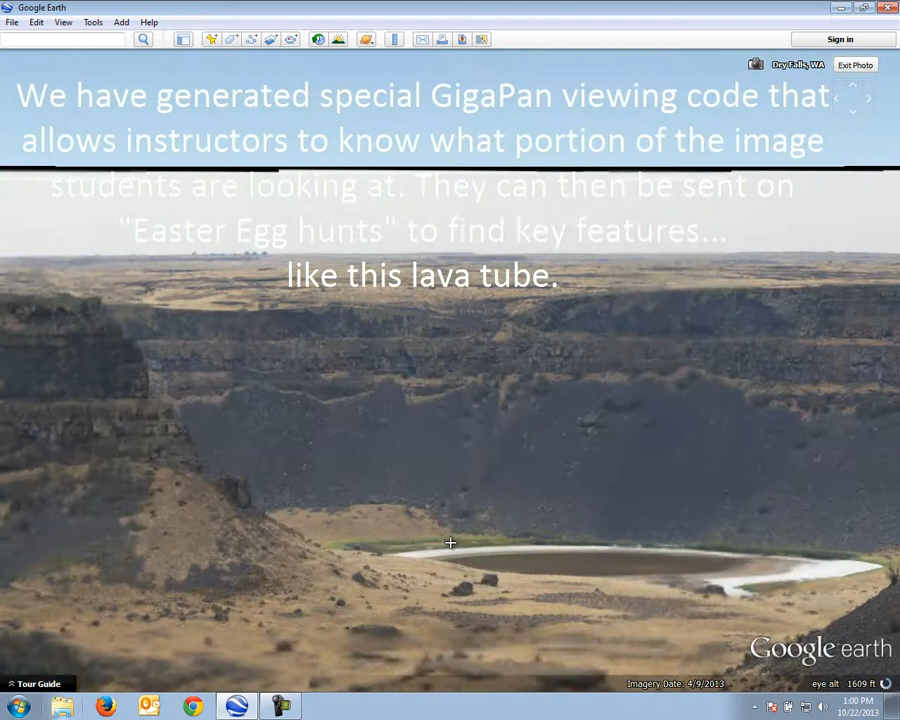 Google Earth
File Edit View Tools Add Help
Sign in
Dry Falls, WA
Exit Photo
We have generated special GigaPan viewing code that
allows instructors to know what portion of the image
students are looking at. They can then be sent on
"Easter Egg hunts" to find key features...
like this lava tube.
Google earth
Tour Guide
Imagery Date: 4/9/2013
eye alt 1609 ft
1:00 PM
10/22/2013